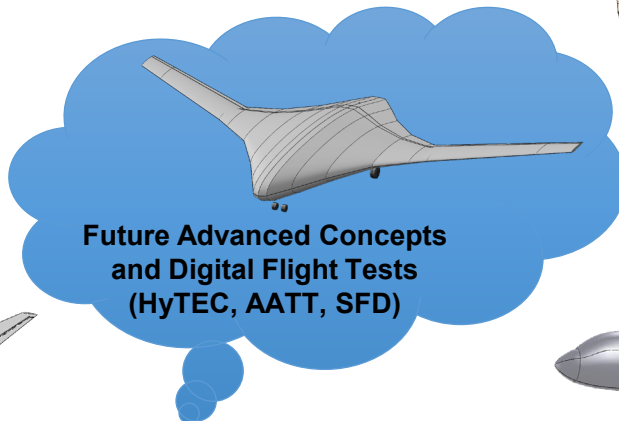 Future Advanced Concepts
and Digital Flight Tests
(HyTEC, AATT, SFD)